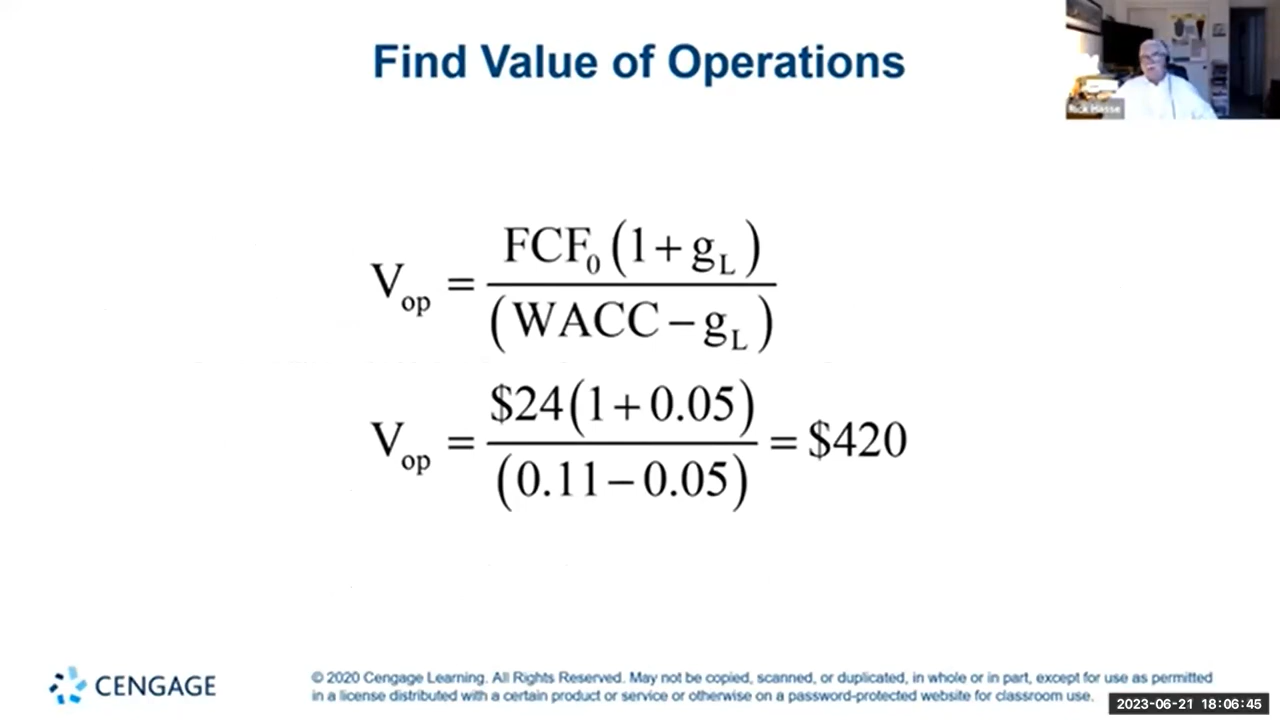 Find Value of Operations
Rick Hasse
V_op = FCF_0 (1 + g_L) / (WACC − g_L)
V_op = $24(1 + 0.05) / (0.11 − 0.05) = $420
CENGAGE
© 2020 Cengage Learning. All Rights Reserved. May not be copied, scanned, or duplicated, in whole or in part, except for use as permitted
in a license distributed with a certain product or service or otherwise on a password-protected website for classroom use.
2023-06-21 18:06:45